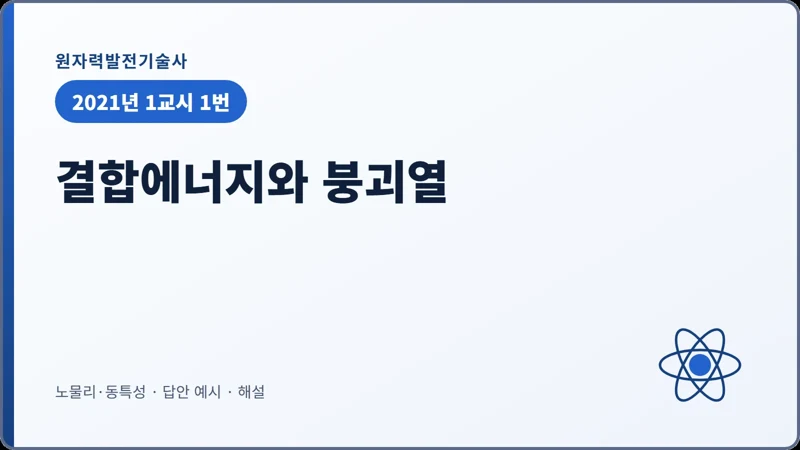 원자력발전기술사
2021년 1교시 1번
결합에너지와 붕괴열
노물리·동특성 · 답안 예시 · 해설